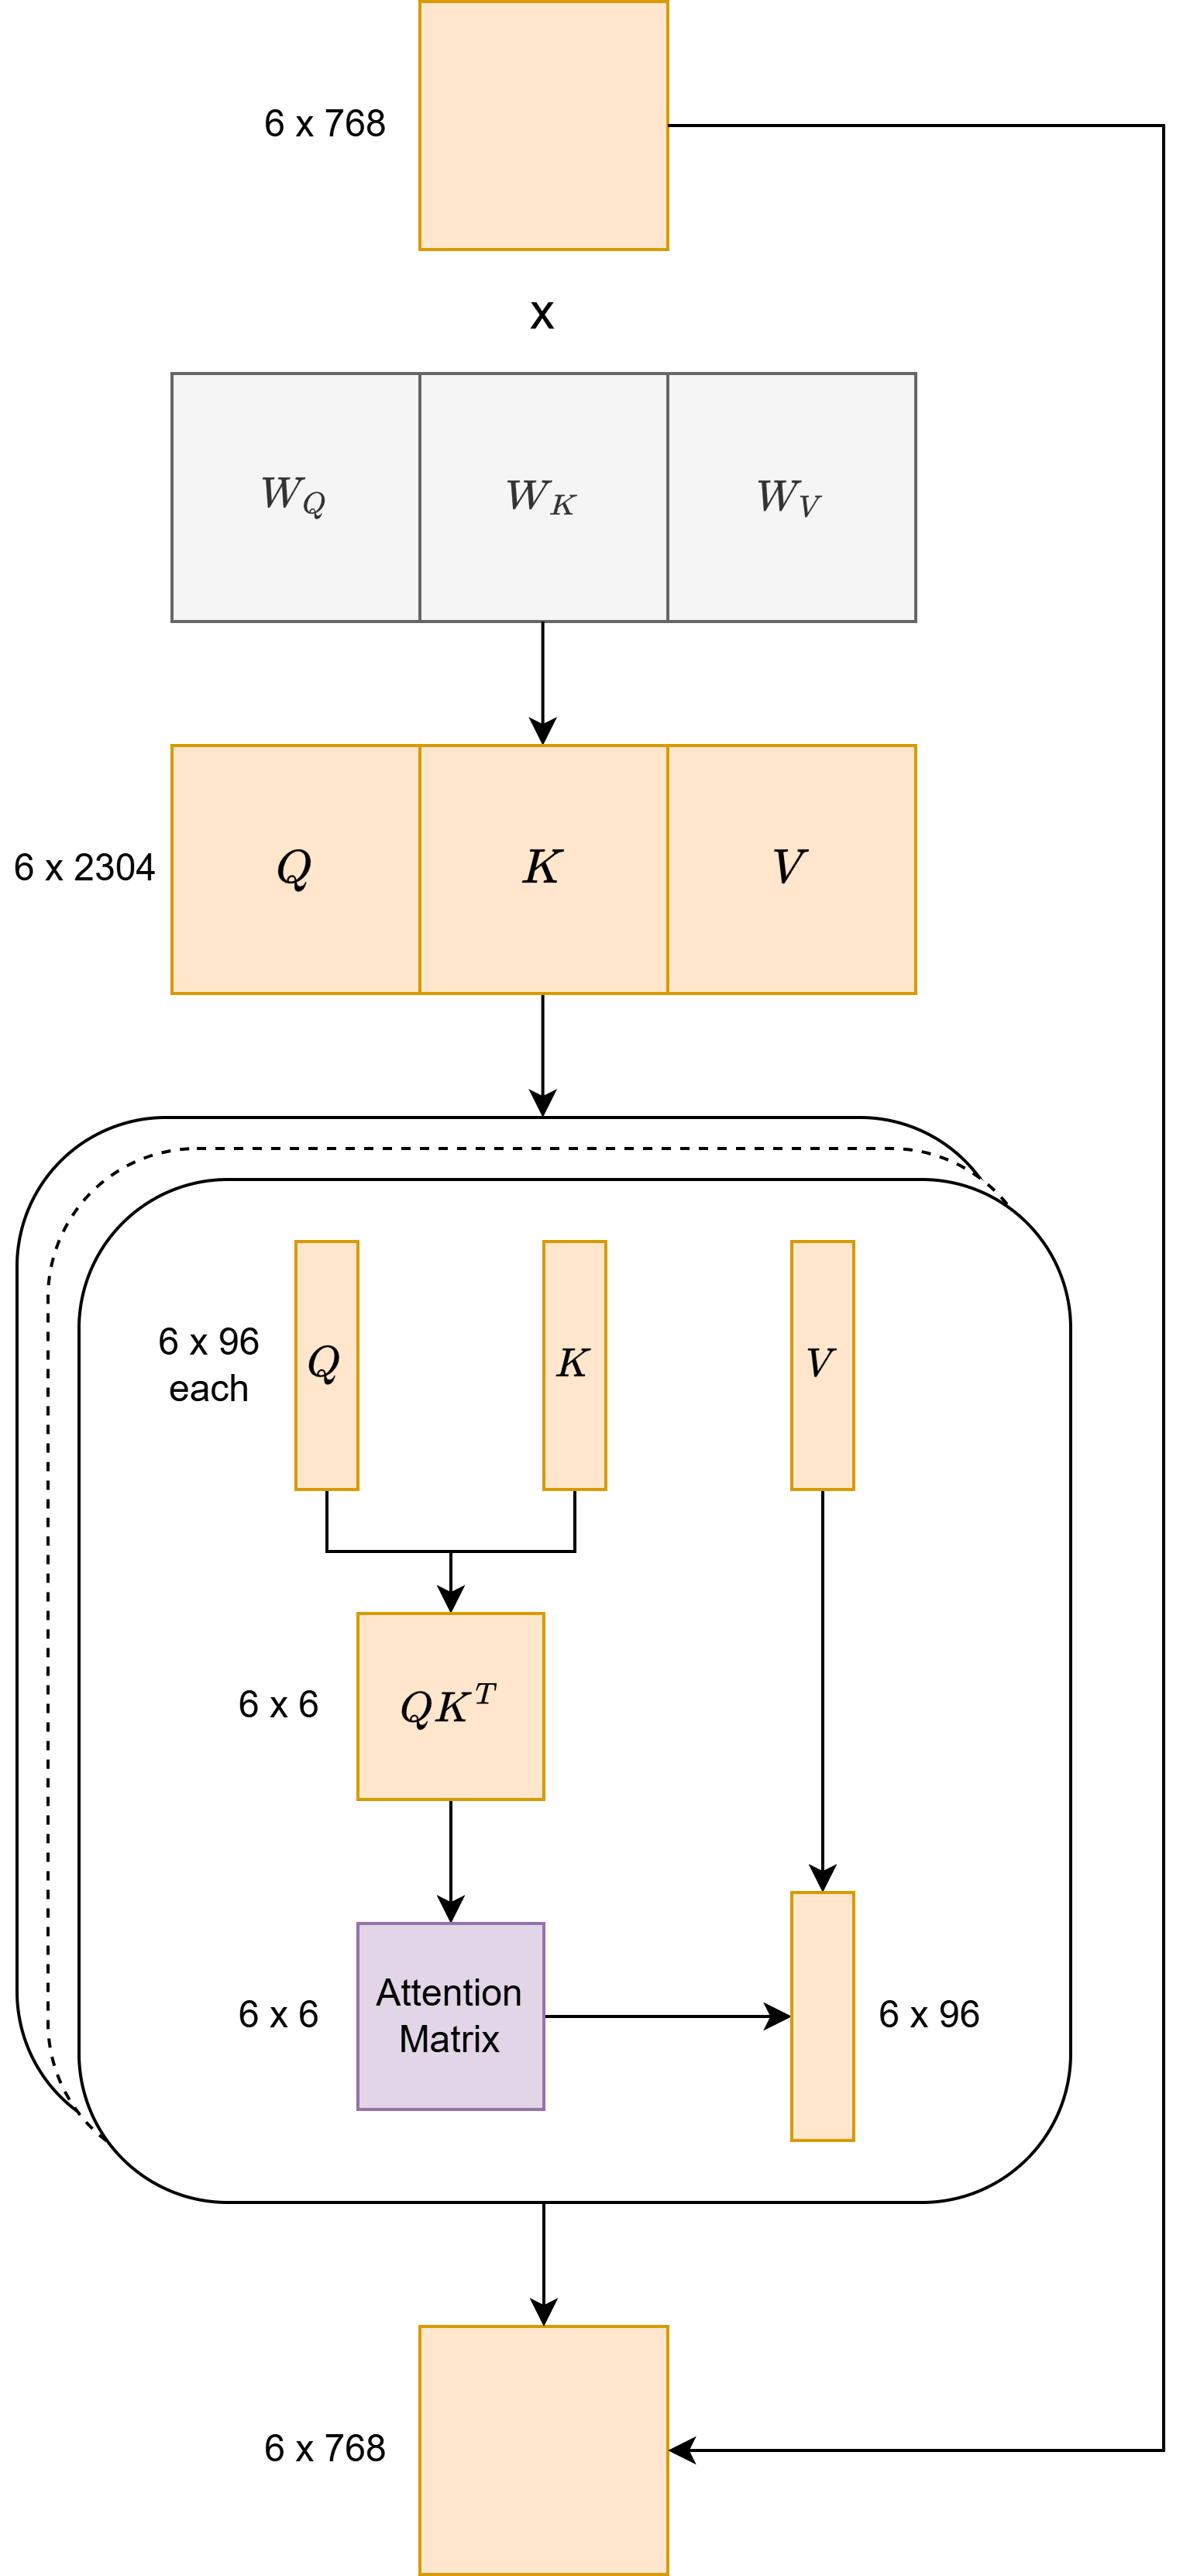 6 x 768
x
W_Q W_K W_V
6 x 2304
Q K V
6 x 96
each
Q K V
6 x 6
QK^T
6 x 6
Attention
Matrix
6 x 96
6 x 768